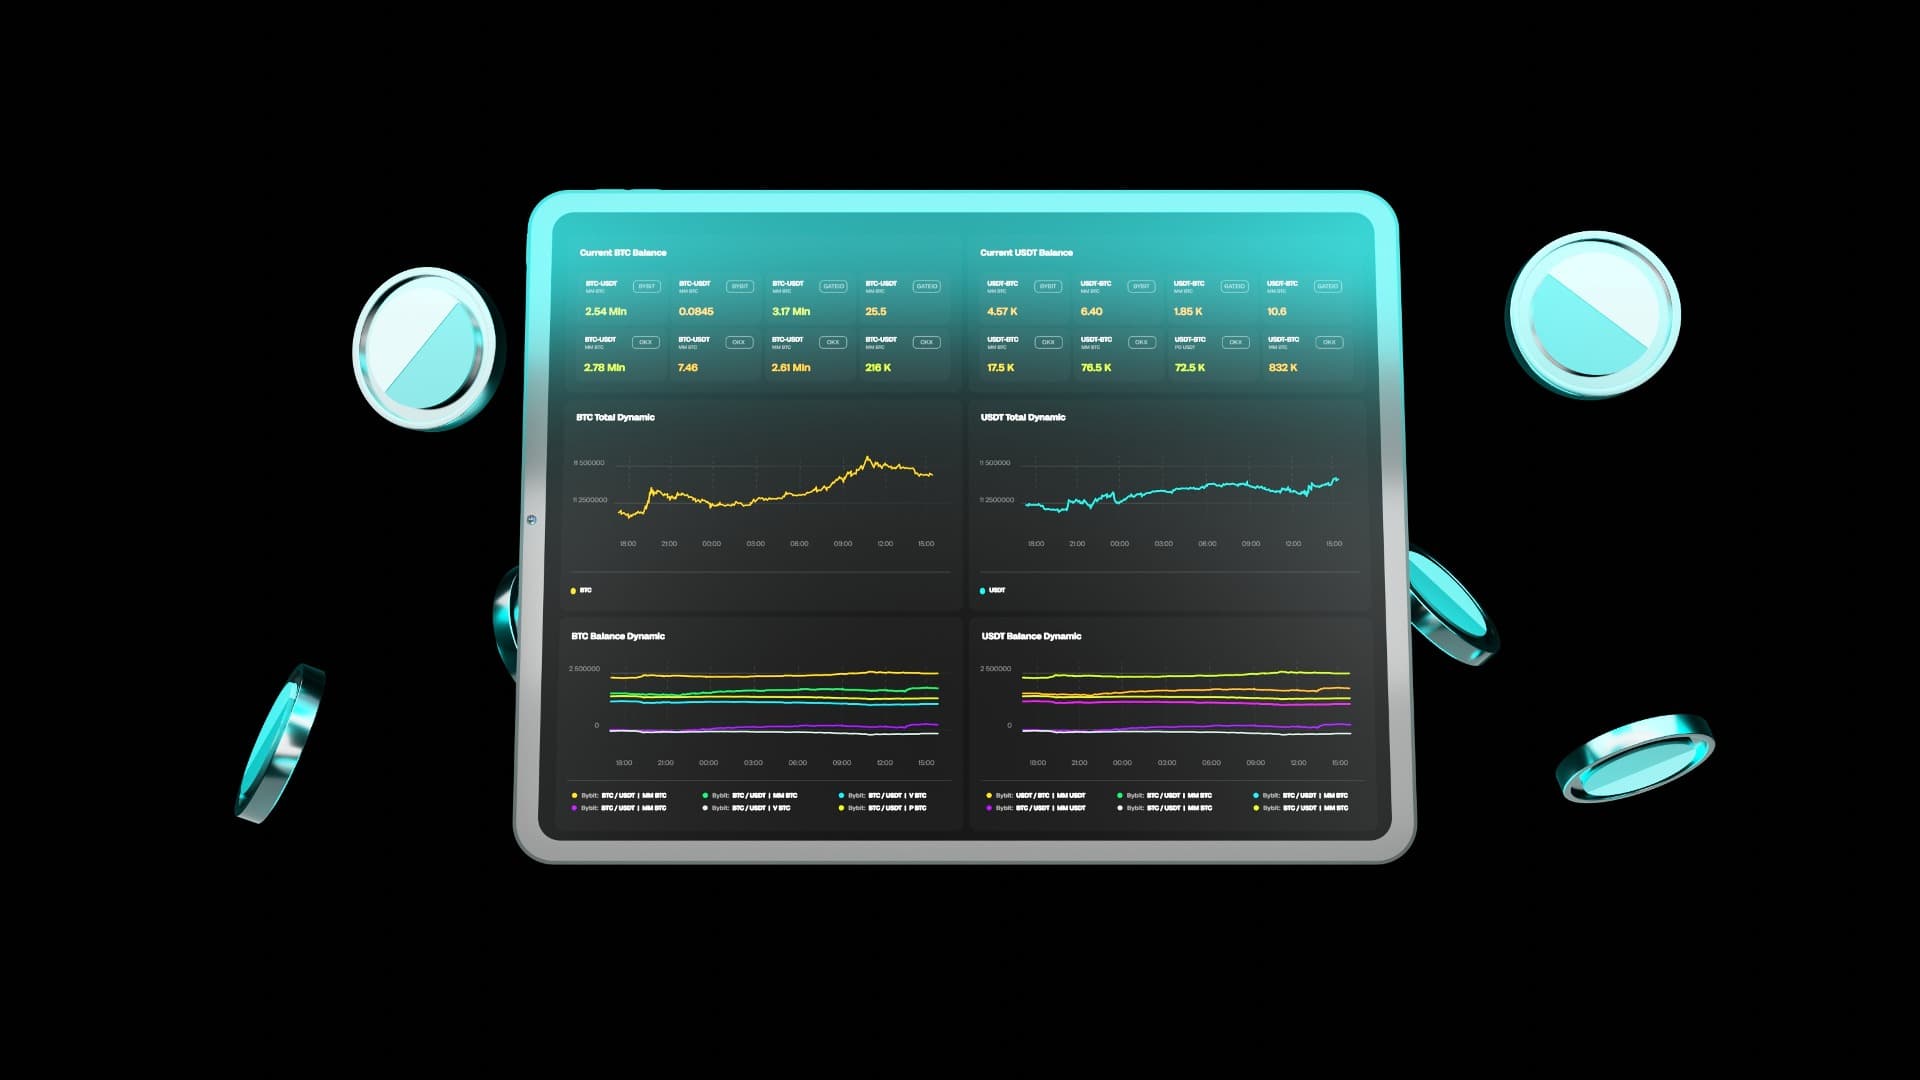 Current BTC Balance
BTC-USDT BYBIT BTC-USDT BYBIT BTC-USDT GATEIO BTC-USDT GATEIO
MM BTC MM BTC MM BTC MM BTC
2.54 Mln 0.0845 3.17 Mln 25.5
BTC-USDT OKX BTC-USDT OKX BTC-USDT OKX BTC-USDT OKX
MM BTC MM BTC MM BTC MM BTC
2.78 Mln 7.46 2.61 Mln 216 K
Current USDT Balance
USDT-BTC BYBIT USDT-BTC BYBIT USDT-BTC GATEIO USDT-BTC GATEIO
MM BTC MM BTC MM BTC MM BTC
4.57 K 6.40 1.85 K 10.6
USDT-BTC OKX USDT-BTC OKX USDT-BTC OKX USDT-BTC OKX
MM BTC MM BTC PD USDT MM BTC
17.5 K 76.5 K 72.5 K 832 K
BTC Total Dynamic
11 500000
11 2500000
18:00 21:00 00:00 03:00 06:00 09:00 12:00 15:00
BTC
USDT Total Dynamic
11 500000
11 2500000
18:00 21:00 00:00 03:00 06:00 09:00 12:00 15:00
USDT
BTC Balance Dynamic
2 500000
0
18:00 21:00 00:00 03:00 06:00 09:00 12:00 15:00
Bybit: BTC / USDT | MM BTC Bybit: BTC / USDT | MM BTC Bybit: BTC / USDT | V BTC
Bybit: BTC / USDT | MM BTC Bybit: BTC / USDT | V BTC Bybit: BTC / USDT | P BTC
USDT Balance Dynamic
2 500000
0
18:00 21:00 00:00 03:00 06:00 09:00 12:00 15:00
Bybit: USDT / BTC | MM USDT Bybit: BTC / USDT | MM BTC Bybit: BTC / USDT | MM BTC
Bybit: BTC / USDT | MM USDT Bybit: BTC / USDT | MM BTC Bybit: BTC / USDT | MM BTC